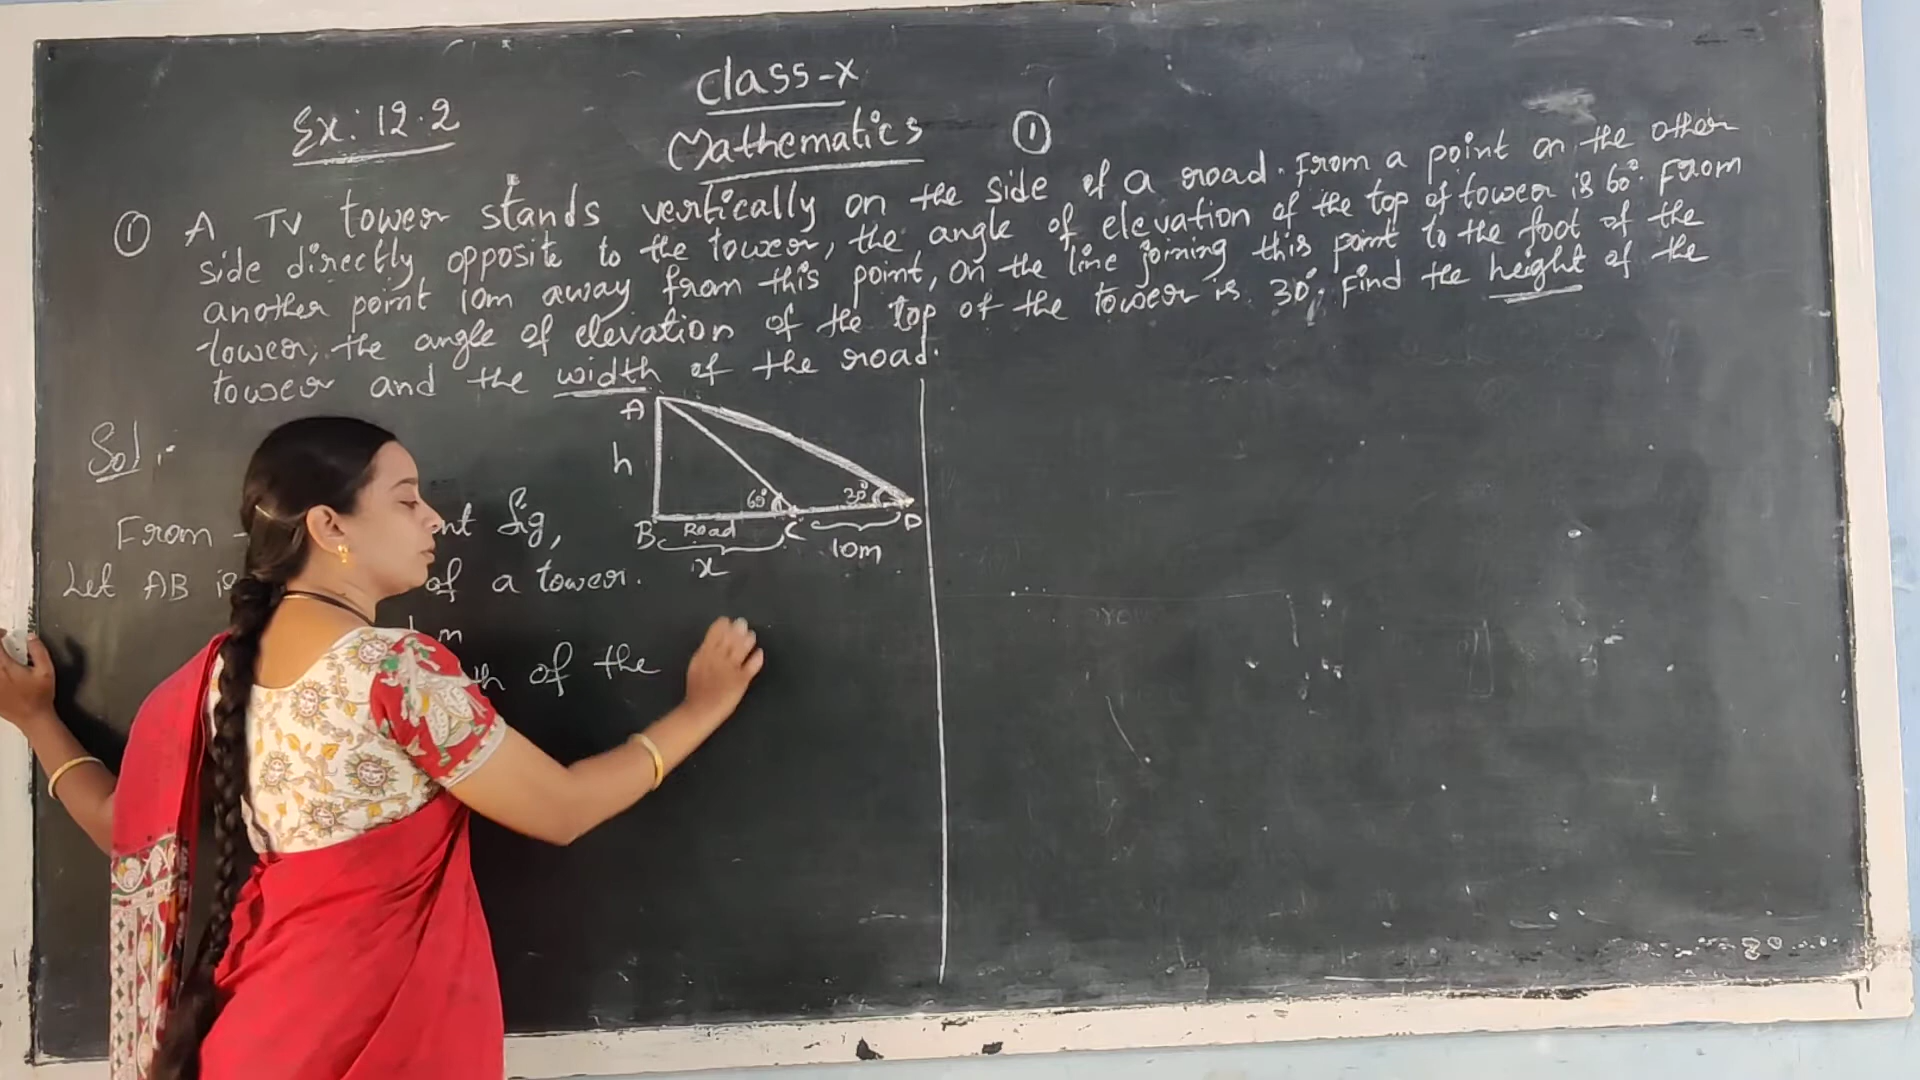 Class-X
Ex: 12.2
Mathematics
①
① A TV tower stands vertically on the side of a road. From a point on the other
side directly opposite to the tower, the angle of elevation of the top of tower is 60°. From
another point 10m away from this point, on the line joining this point to the foot of the
tower, the angle of elevation of the top of the tower is 30°. Find the height of the
tower and the width of the road.
Sol:-
A
h
60°
30°
B
Road
C
D
x
10m
From fig,
Let AB is of a tower.
m
of the